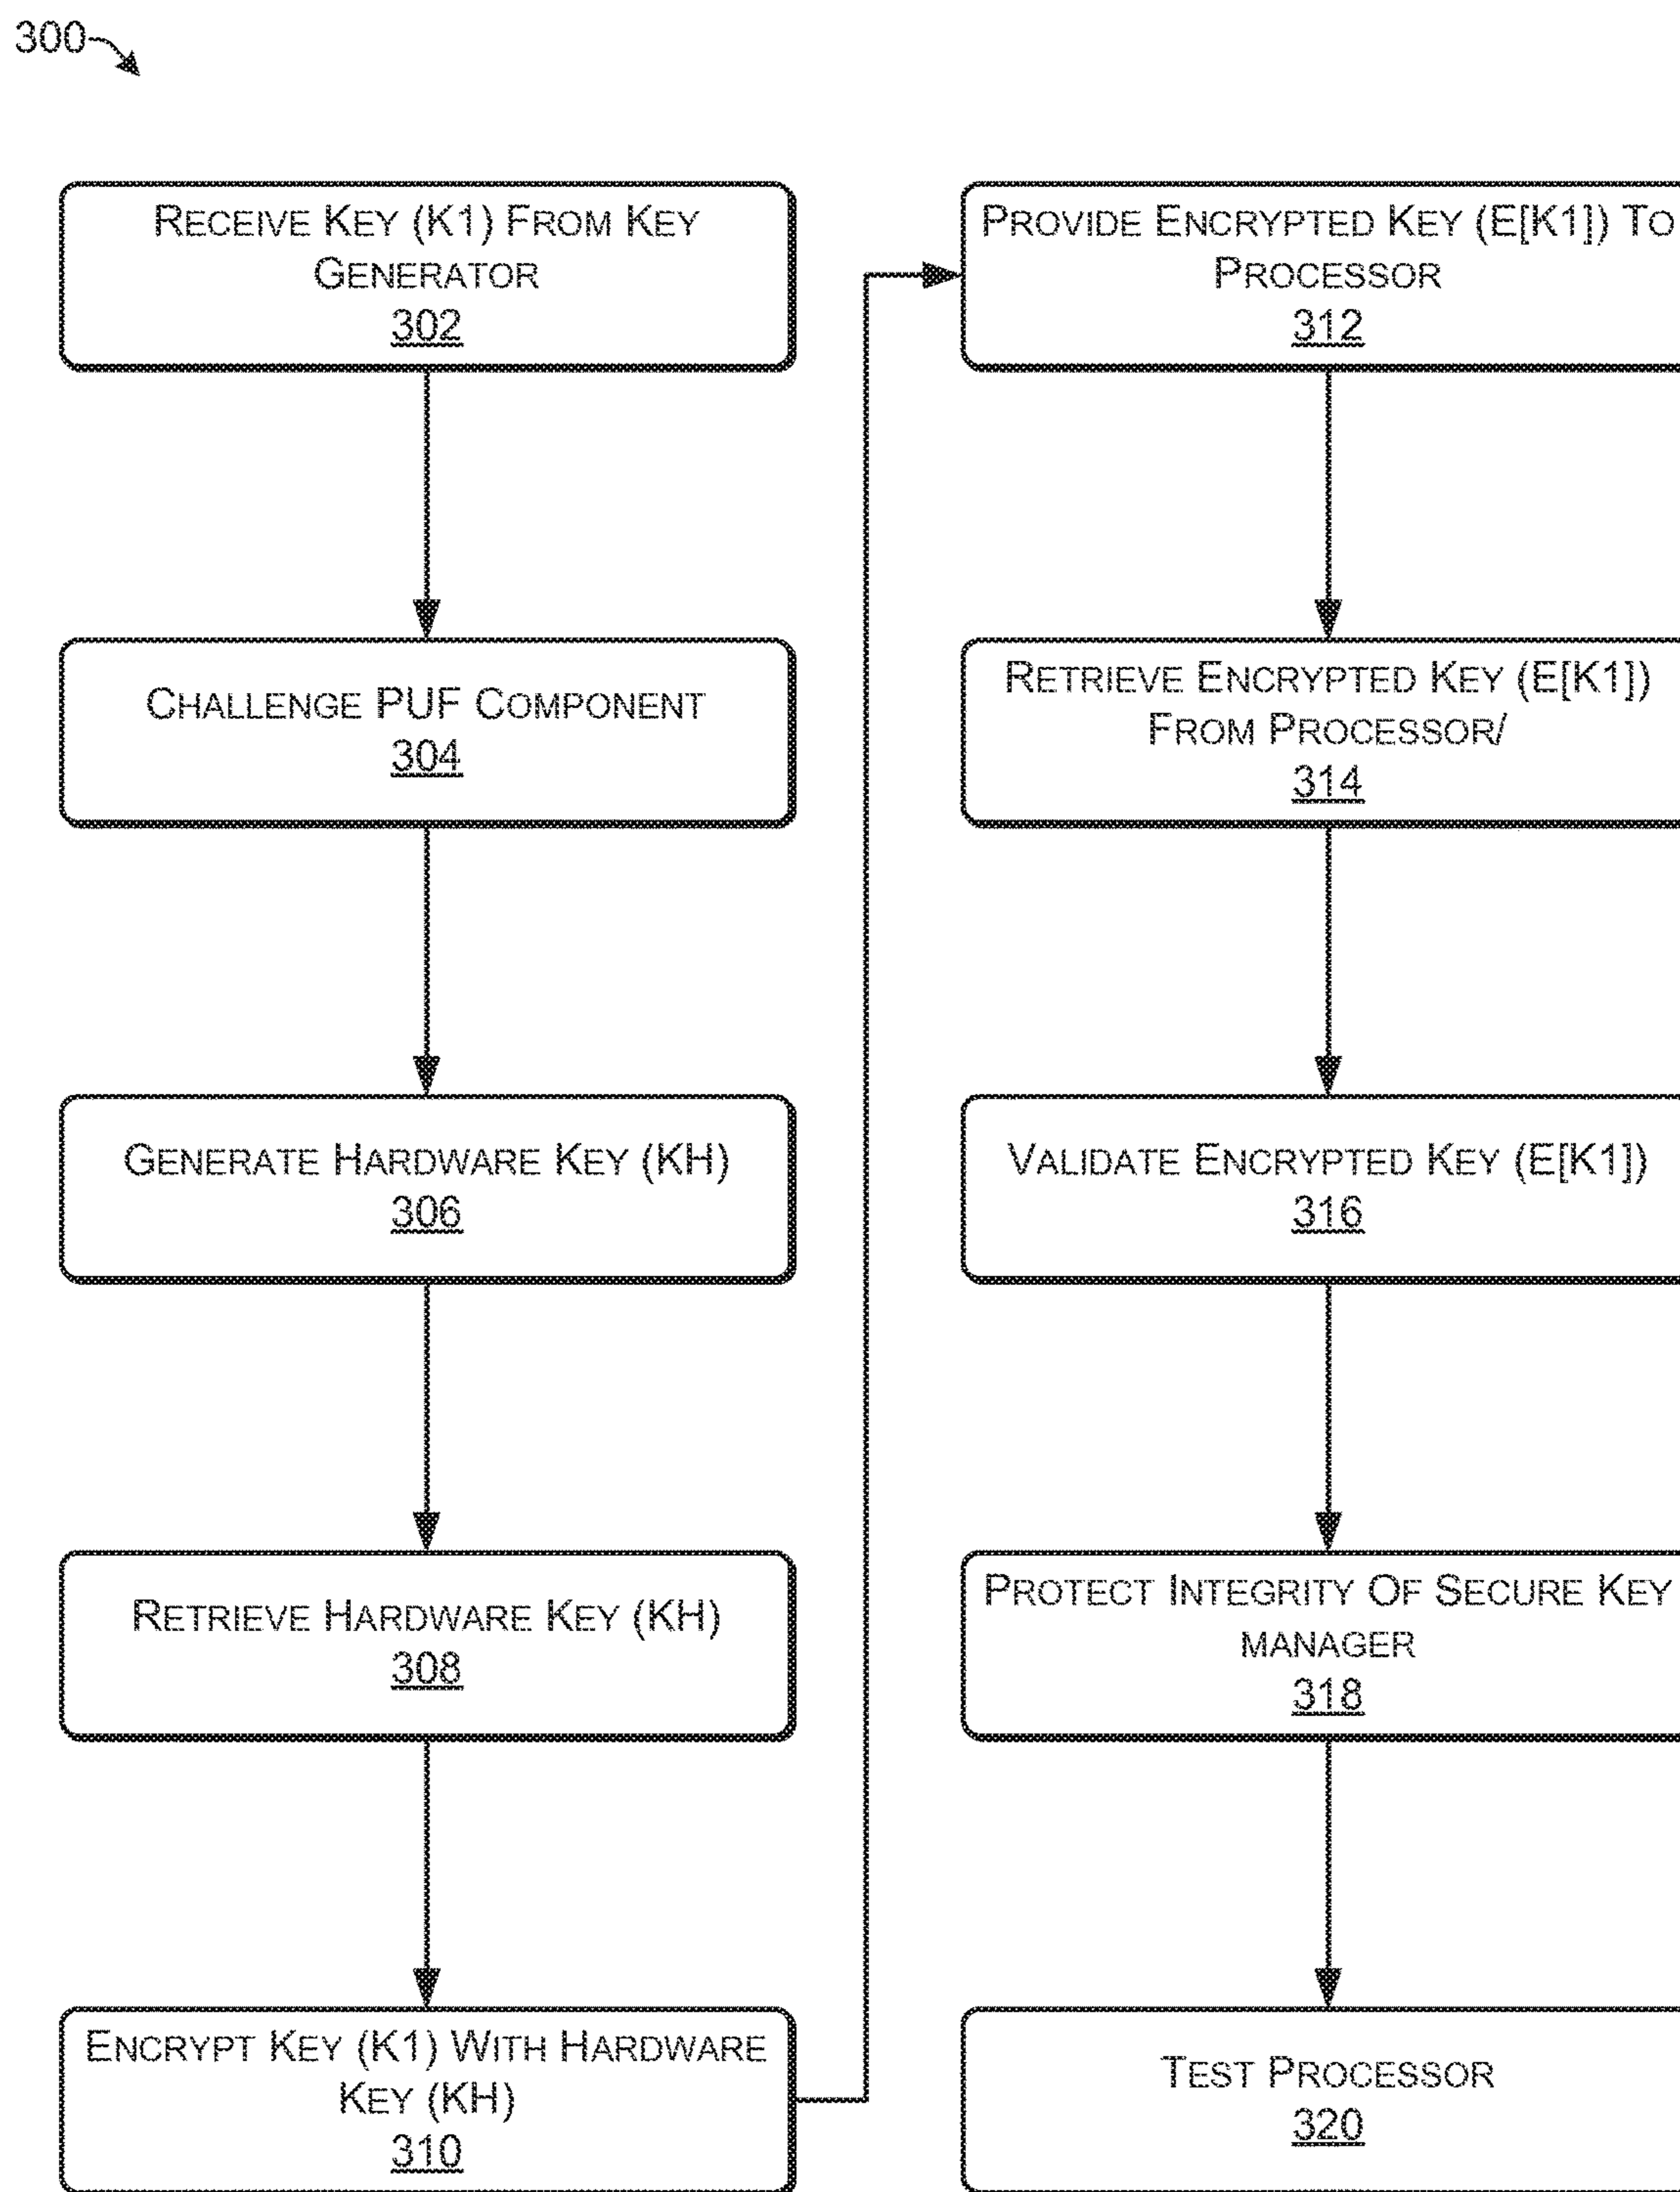 300
RECEIVE KEY (K1) FROM KEY
GENERATOR
302
CHALLENGE PUF COMPONENT
304
GENERATE HARDWARE KEY (KH)
306
RETRIEVE HARDWARE KEY (KH)
308
ENCRYPT KEY (K1) WITH HARDWARE
KEY (KH)
310
PROVIDE ENCRYPTED KEY (E[K1]) TO
PROCESSOR
312
RETRIEVE ENCRYPTED KEY (E[K1])
FROM PROCESSOR/
314
VALIDATE ENCRYPTED KEY (E[K1])
316
PROTECT INTEGRITY OF SECURE KEY
MANAGER
318
TEST PROCESSOR
320